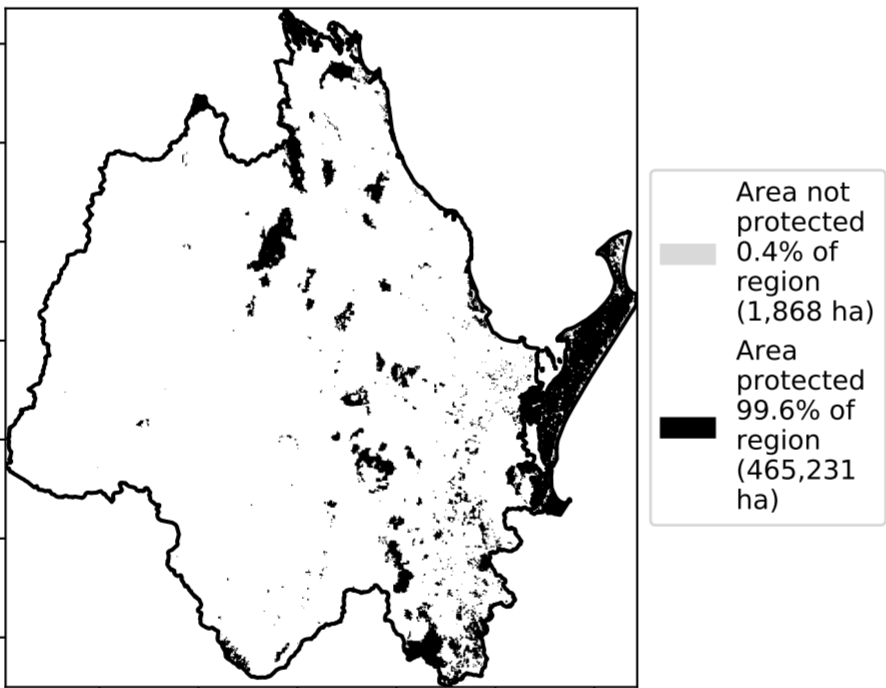 Area not
protected
0.4% of
region
(1,868 ha)
Area
protected
99.6% of
region
(465,231
ha)